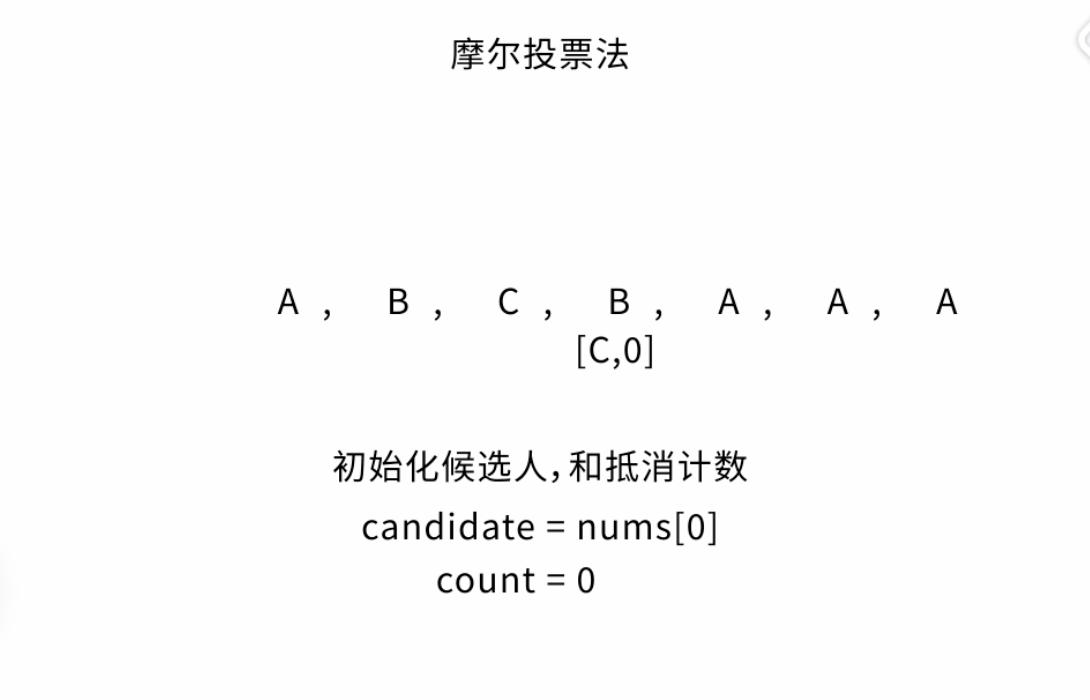 摩尔投票法
A , B , C , B , A , A , A
[C,0]
初始化候选人，和抵消计数
candidate = nums[0]
count = 0